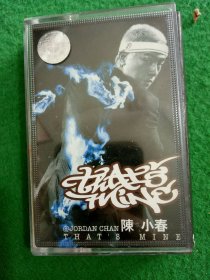 THAT'S
MINE
@JORDAN CHAN 陳 小春
THAT'S MINE